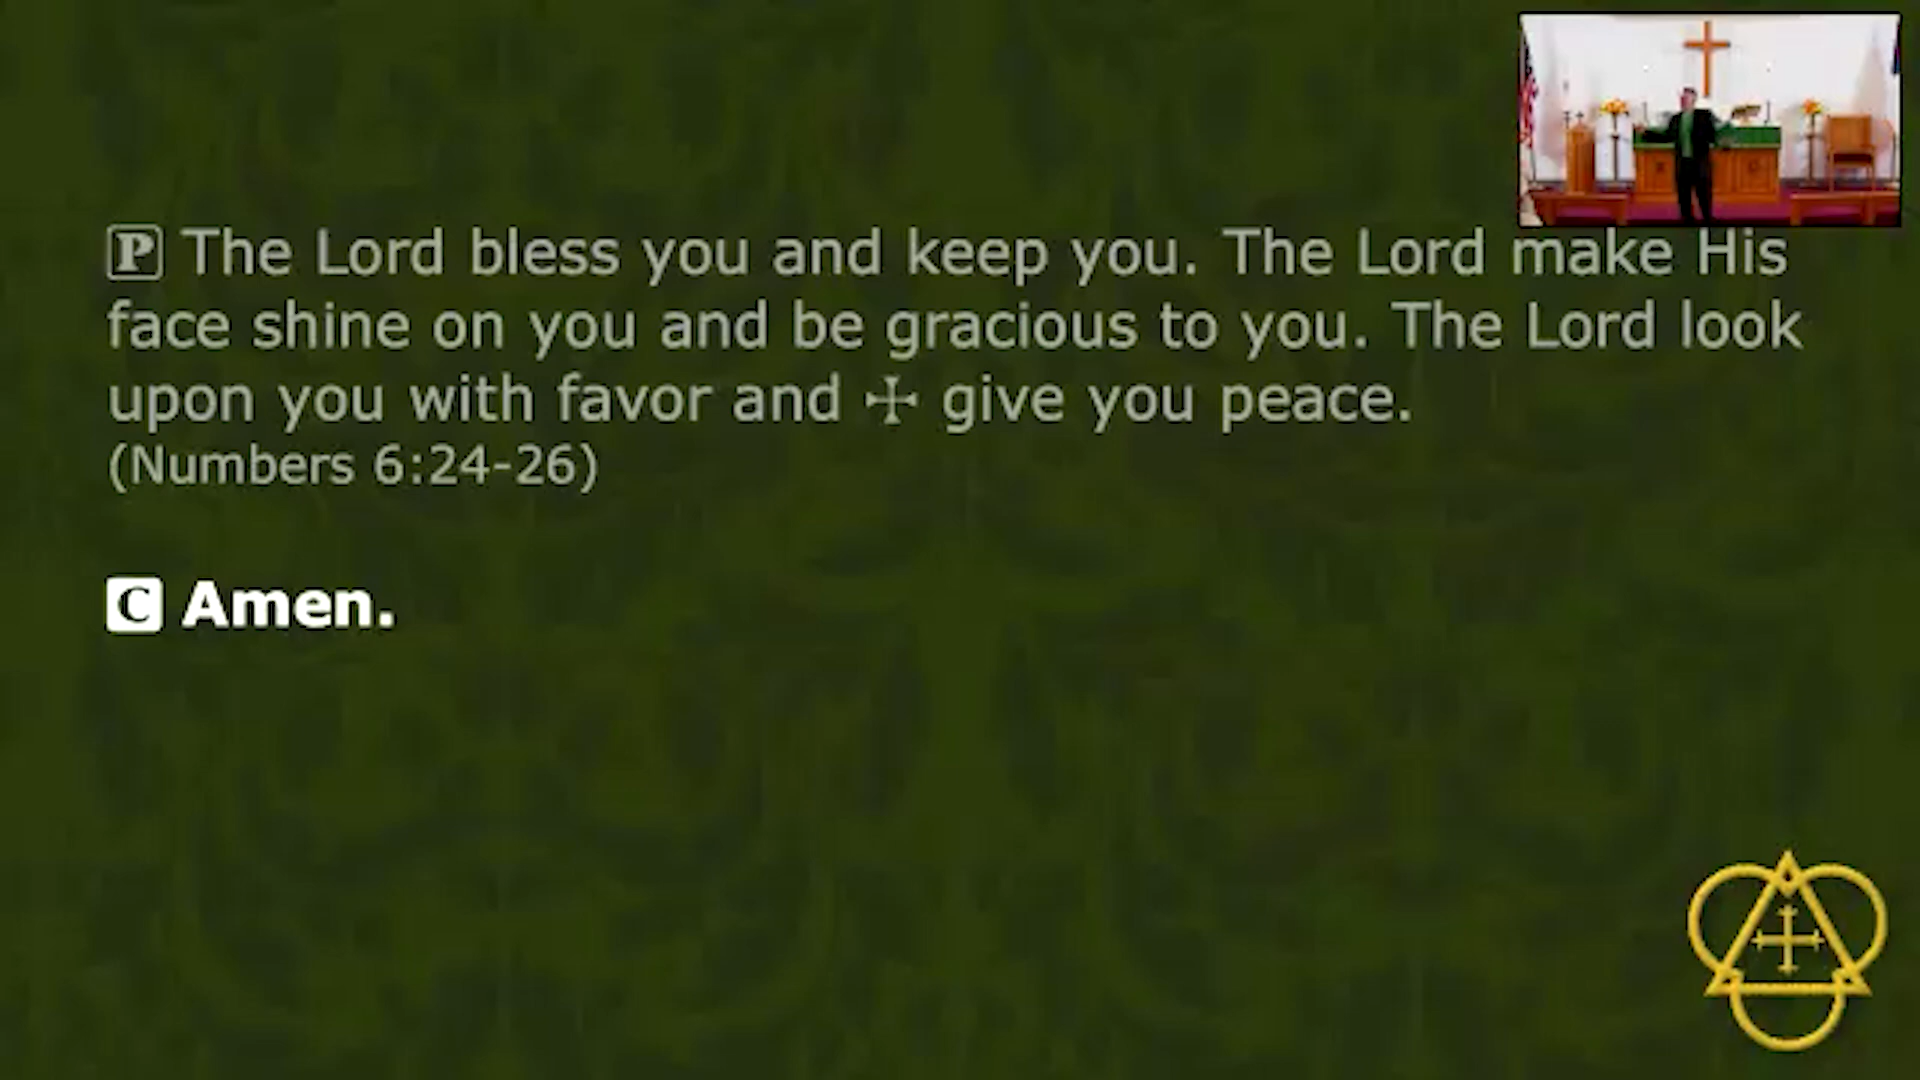 P The Lord bless you and keep you. The Lord make His
face shine on you and be gracious to you. The Lord look
upon you with favor and ☩ give you peace.
(Numbers 6:24-26)
C Amen.